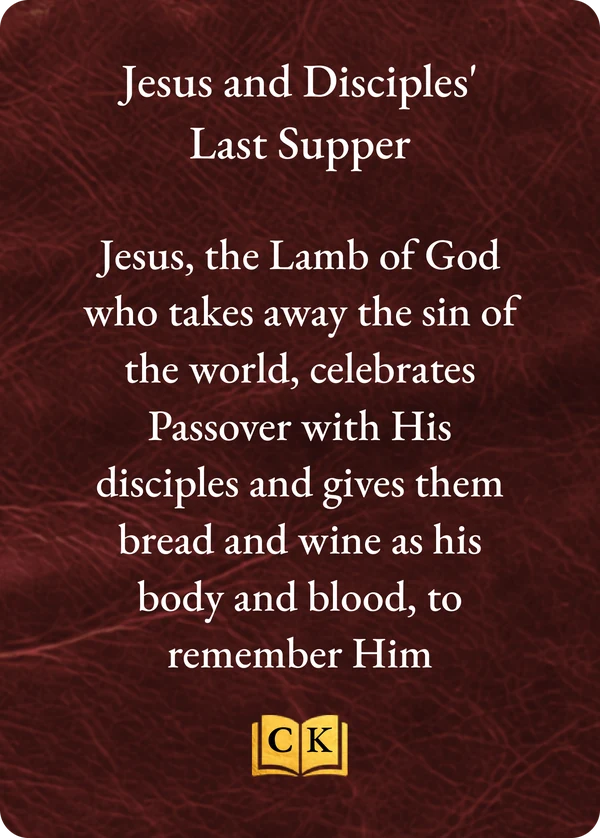 Jesus and Disciples'
Last Supper
Jesus, the Lamb of God
who takes away the sin of
the world, celebrates
Passover with His
disciples and gives them
bread and wine as his
body and blood, to
remember Him
C K